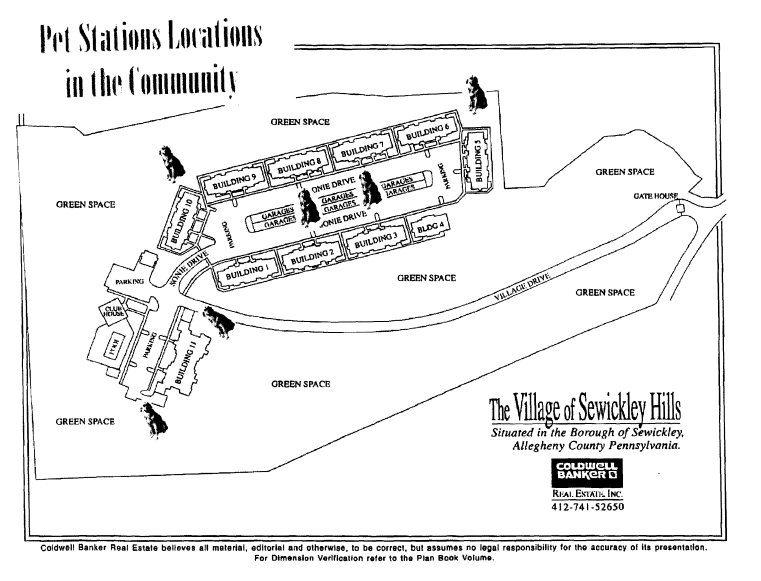 Pet Stations Locations
in the Community
GREEN SPACE
BUILDING 6
BUILDING 7
BUILDING 8
BUILDING 9
BUILDING 5
GREEN SPACE
GREEN SPACE
GATE HOUSE
ONIE DRIVE
GARAGES
GARAGES
GARAGES
ARAGES
GARAGES
GARAGES
ONIE DRIVE
PARKING
BUILDING 10
PARKING
BLDG 4
BUILDING 3
BUILDING 2
BUILDING 1
SONIE DRIVE
GREEN SPACE
VILLAGE DRIVE
GREEN SPACE
PARKING
CLUB
HOUSE
PARKING
BUILDING 11
GREEN SPACE
GREEN SPACE
The Village of Sewickley Hills
Situated in the Borough of Sewickley,
Allegheny County Pennsylvania.
COLDWELL
BANKER
REAL ESTATE, INC.
412-741-52650
Coldwell Banker Real Estate believes all material, editorial and otherwise, to be correct, but assumes no legal responsibility for the accuracy of its presentation.
For Dimension Verification refer to the Plan Book Volume.